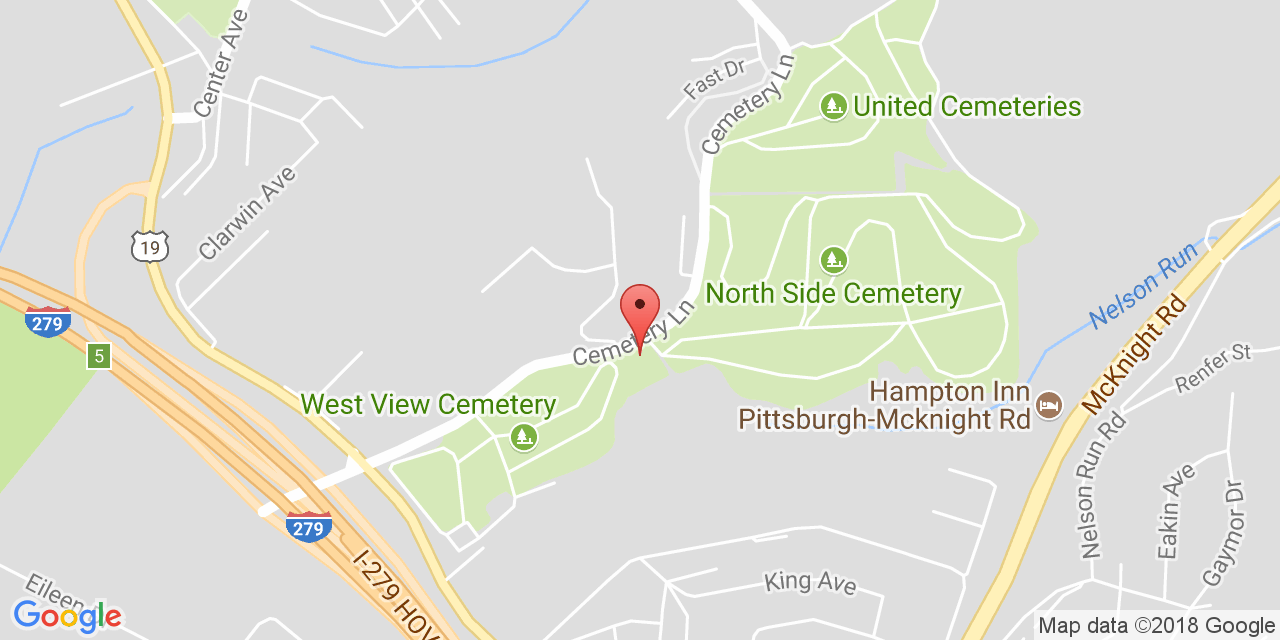 Center Ave
Fast Dr
Cemetery Ln
United Cemeteries
Clarwin Ave
19
279
5
North Side Cemetery
Nelson Run
McKnight Rd
Cemetery Ln
Renfer St
West View Cemetery
Hampton Inn
Pittsburgh-Mcknight Rd
Nelson Run Rd
279
I-279 HOV
Eakin Ave
Gaymor Dr
King Ave
Eileen
Google
Map data ©2018 Google